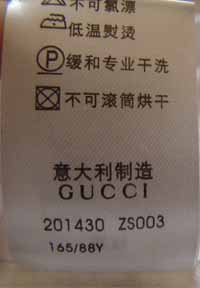 不可氯漂
低温熨烫
P 缓和专业干洗
不可滚筒烘干
意大利制造
GUCCI
201430 ZS003
165/88Y